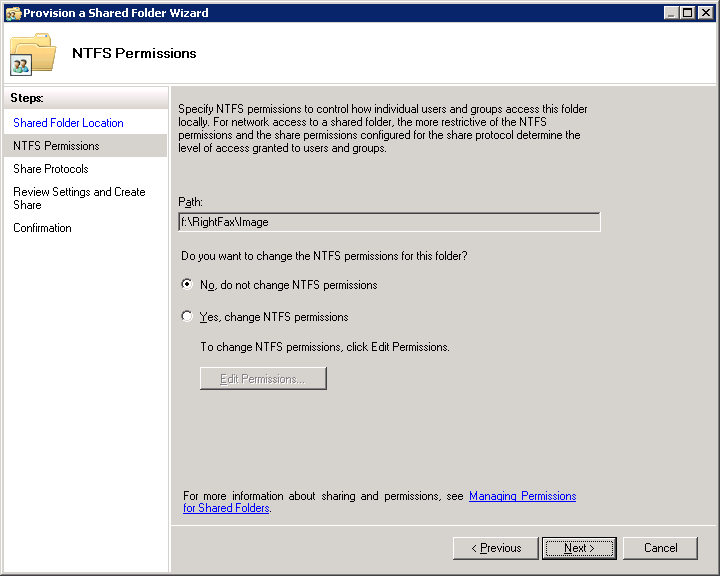 Provision a Shared Folder Wizard
NTFS Permissions
Steps:
Shared Folder Location
NTFS Permissions
Share Protocols
Review Settings and Create
Share
Confirmation
Specify NTFS permissions to control how individual users and groups access this folder
locally. For network access to a shared folder, the more restrictive of the NTFS
permissions and the share permissions configured for the share protocol determine the
level of access granted to users and groups.
Path:
f:\RightFax\Image
Do you want to change the NTFS permissions for this folder?
No, do not change NTFS permissions
Yes, change NTFS permissions
To change NTFS permissions, click Edit Permissions.
Edit Permissions...
For more information about sharing and permissions, see Managing Permissions
for Shared Folders.
< Previous
Next >
Cancel